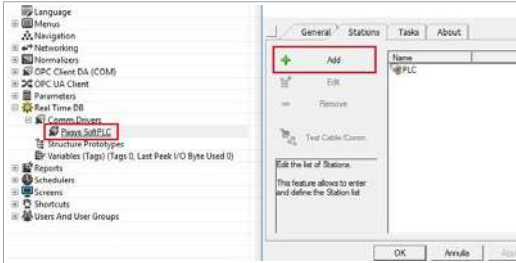 Language
Menus
Navigation
Networking
Normalizers
OPC Client DA (COM)
OPC UA Client
Parameters
Real Time DB
Comm.Drivers
Pixsys SoftPLC
Structure Prototypes
Variables (Tags) (Tags 0, Last Peek I/O Byte Used 0)
Reports
Schedulers
Screens
Shortcuts
Users And User Groups
General Stations Tasks About
Add
Edit
Remove
Test Cable/Comm.
Edit the list of Stations.
This feature allows to enter
and define the Station list
Name
PLC
OK Annulla